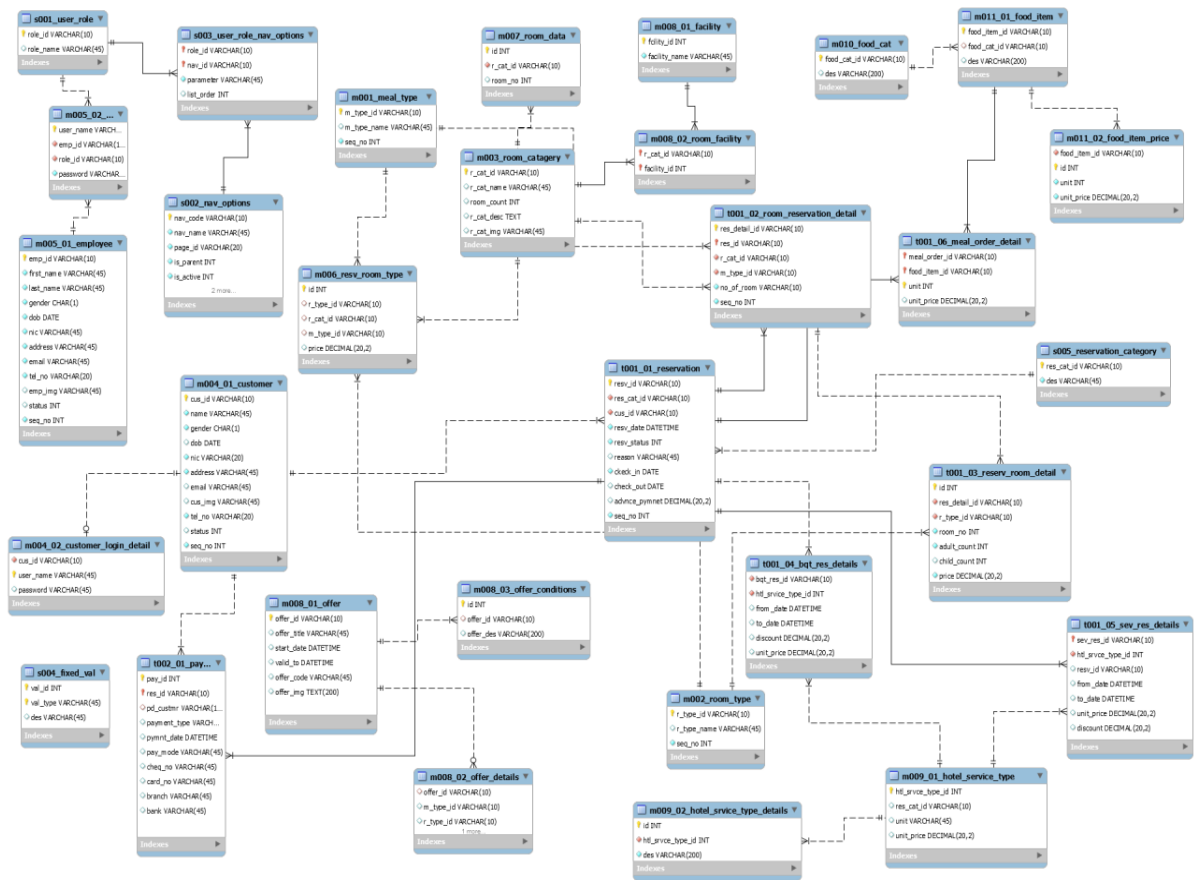 s001_user_role
role_id VARCHAR(10)
role_name VARCHAR(45)
Indexes
s003_user_role_nav_options
role_id VARCHAR(10)
nav_id VARCHAR(10)
parameter VARCHAR(45)
list_order INT
Indexes
m007_room_data
id INT
r_cat_id VARCHAR(10)
room_no INT
Indexes
m008_01_facility
fclity_id INT
facility_name VARCHAR(45)
Indexes
m010_food_cat
food_cat_id VARCHAR(10)
des VARCHAR(200)
Indexes
m011_01_food_item
food_item_id VARCHAR(10)
food_cat_id VARCHAR(10)
des VARCHAR(200)
Indexes
m005_02_...
user_name VARCH...
emp_id VARCHAR(1...
role_id VARCHAR(10)
password VARCHAR...
Indexes
m001_meal_type
m_type_id VARCHAR(10)
m_type_name VARCHAR(45)
seq_no INT
Indexes
m003_room_catagery
r_cat_id VARCHAR(10)
r_cat_name VARCHAR(45)
room_count INT
r_cat_desc TEXT
r_cat_img VARCHAR(45)
Indexes
m008_02_room_facility
r_cat_id VARCHAR(10)
facility_id INT
Indexes
m011_02_food_item_price
food_item_id VARCHAR(10)
id INT
unit INT
unit_price DECIMAL(20,2)
Indexes
s002_nav_options
nav_code VARCHAR(10)
nav_name VARCHAR(45)
page_id VARCHAR(20)
is_parent INT
is_active INT
2 more...
Indexes
t001_02_room_reservation_detail
res_detail_id VARCHAR(10)
res_id VARCHAR(10)
r_cat_id VARCHAR(10)
m_type_id VARCHAR(10)
no_of_room VARCHAR(10)
seq_no INT
Indexes
t001_06_meal_order_detail
meal_order_id VARCHAR(10)
food_item_id VARCHAR(10)
unit INT
unit_price DECIMAL(20,2)
Indexes
m005_01_employee
emp_id VARCHAR(10)
first_name VARCHAR(45)
last_name VARCHAR(45)
gender CHAR(1)
dob DATE
nic VARCHAR(45)
address VARCHAR(45)
email VARCHAR(45)
tel_no VARCHAR(20)
emp_img VARCHAR(45)
status INT
seq_no INT
Indexes
m006_resv_room_type
id INT
r_type_id VARCHAR(10)
r_cat_id VARCHAR(10)
m_type_id VARCHAR(10)
price DECIMAL(20,2)
Indexes
s005_reservation_category
res_cat_id VARCHAR(10)
des VARCHAR(45)
Indexes
m004_01_customer
cus_id VARCHAR(10)
name VARCHAR(45)
gender CHAR(1)
dob DATE
nic VARCHAR(20)
address VARCHAR(45)
email VARCHAR(45)
cus_img VARCHAR(45)
tel_no VARCHAR(20)
status INT
seq_no INT
Indexes
t001_01_reservation
resv_id VARCHAR(10)
res_cat_id VARCHAR(10)
cus_id VARCHAR(10)
resv_date DATETIME
resv_status INT
reason VARCHAR(45)
ckeck_in DATE
check_out DATE
advnce_pymnet DECIMAL(20,2)
seq_no INT
Indexes
t001_03_reserv_room_detail
id INT
res_detail_id VARCHAR(10)
r_type_id VARCHAR(10)
room_no INT
adult_count INT
child_count INT
price DECIMAL(20,2)
Indexes
m004_02_customer_login_detail
cus_id VARCHAR(10)
user_name VARCHAR(45)
password VARCHAR(45)
Indexes
t001_04_bqt_res_details
bqt_res_id VARCHAR(10)
htl_srvice_type_id INT
from_date DATETIME
to_date DATETIME
discount DECIMAL(20,2)
unit_price DECIMAL(20,2)
Indexes
m008_01_offer
offer_id VARCHAR(10)
offer_title VARCHAR(45)
start_date DATETIME
valid_to DATETIME
offer_code VARCHAR(45)
offer_img TEXT(200)
Indexes
m008_03_offer_conditions
id INT
offer_id VARCHAR(10)
offer_des VARCHAR(200)
Indexes
t001_05_sev_res_details
sev_res_id VARCHAR(10)
htl_srvce_type_id INT
resv_id VARCHAR(10)
from_date DATETIME
to_date DATETIME
unit_price DECIMAL(20,2)
discount DECIMAL(20,2)
Indexes
s004_fixed_val
val_id INT
val_type VARCHAR(45)
des VARCHAR(45)
Indexes
t002_01_pay...
pay_id INT
res_id VARCHAR(10)
pd_custmr VARCHAR(1...
payment_type VARCH...
pymnt_date DATETIME
pay_mode VARCHAR(45)
cheq_no VARCHAR(45)
card_no VARCHAR(45)
branch VARCHAR(45)
bank VARCHAR(45)
Indexes
m002_room_type
r_type_id VARCHAR(10)
r_type_name VARCHAR(45)
seq_no INT
Indexes
m008_02_offer_details
offer_id VARCHAR(10)
m_type_id VARCHAR(10)
r_type_id VARCHAR(10)
1 more...
Indexes
m009_01_hotel_service_type
htl_srvce_type_id INT
res_cat_id VARCHAR(10)
unit VARCHAR(45)
unit_price DECIMAL(20,2)
Indexes
m009_02_hotel_srvice_type_details
id INT
htl_srvce_type_id INT
des VARCHAR(200)
Indexes